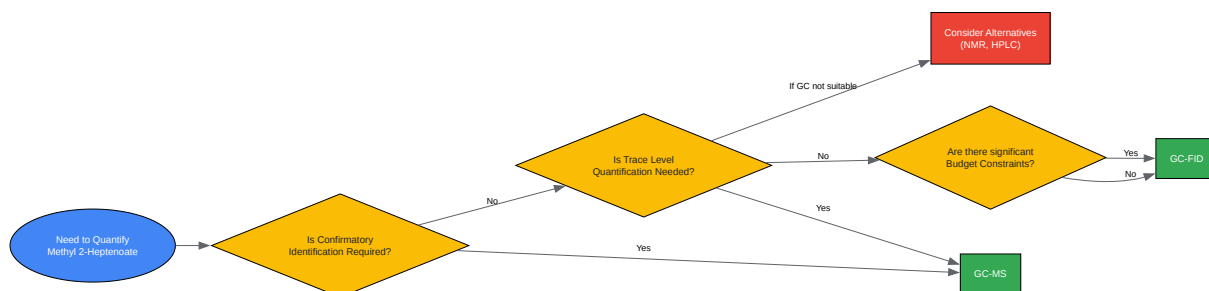 Consider Alternatives
(NMR, HPLC)
If GC not suitable
Is Trace Level
Quantification Needed?
No
Are there significant
Budget Constraints?
Yes
No
GC-FID
No
Yes
Need to Quantify
Methyl 2-Heptenoate
Is Confirmatory
Identification Required?
Yes
GC-MS